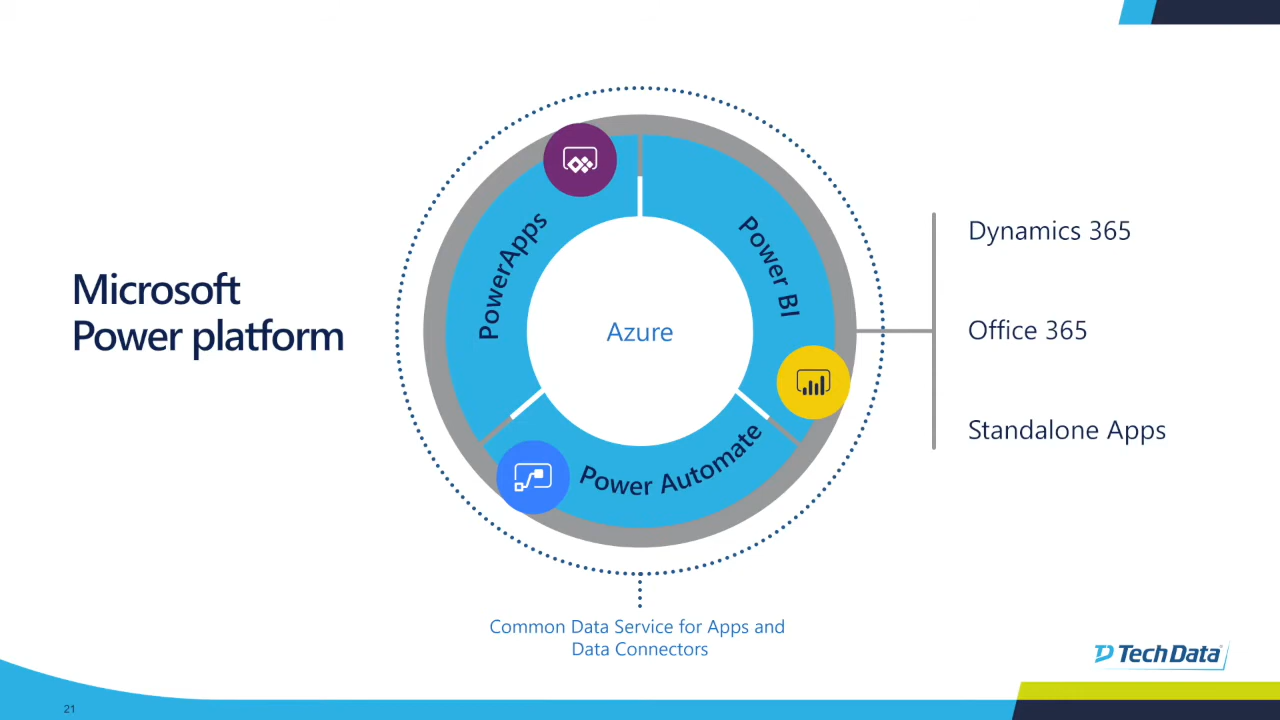 Microsoft
Power platform
PowerApps
Power BI
Power Automate
Azure
Dynamics 365
Office 365
Standalone Apps
Common Data Service for Apps and
Data Connectors
Tech Data
21